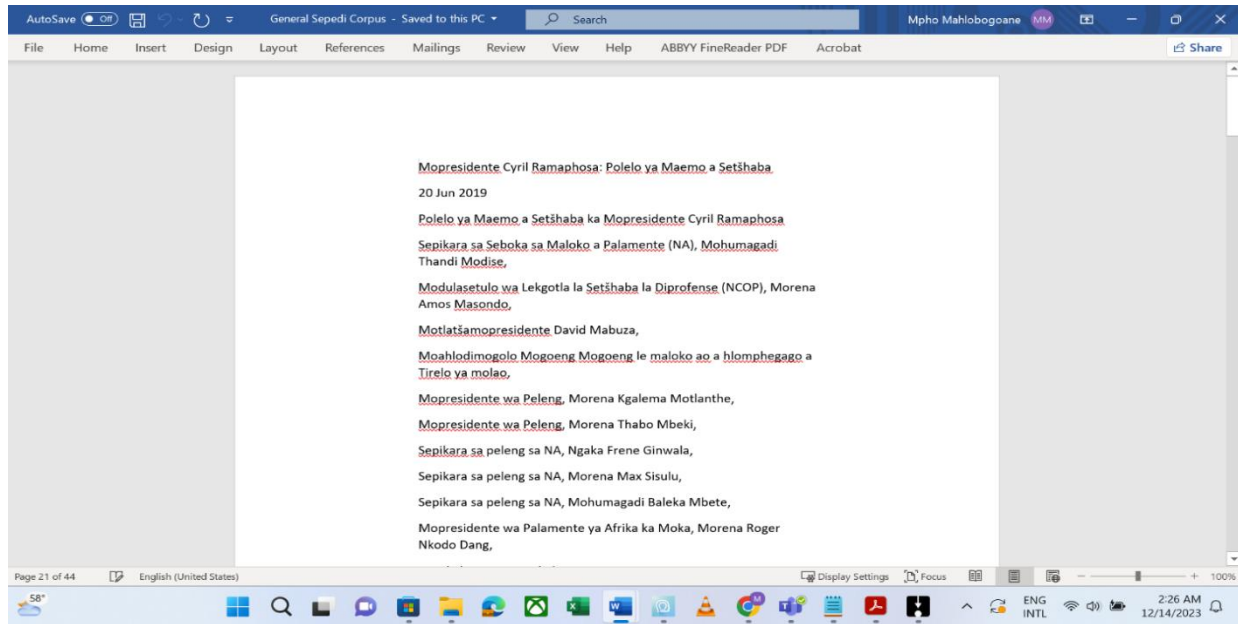 AutoSave Off General Sepedi Corpus - Saved to this PC Search Mpho Mahlobogoane MM
File Home Insert Design Layout References Mailings Review View Help ABBYY FineReader PDF Acrobat Share
Mopresidente Cyril Ramaphosa: Polelo ya Maemo a Setšhaba
20 Jun 2019
Polelo ya Maemo a Setšhaba ka Mopresidente Cyril Ramaphosa
Sepikara sa Seboka sa Maloko a Palamente (NA), Mohumagadi
Thandi Modise,
Modulasetulo wa Lekgotla la Setšhaba la Diprofense (NCOP), Morena
Amos Masondo,
Motlatšamopresidente David Mabuza,
Moahlodimogolo Mogoeng Mogoeng le maloko ao a hlomphegago a
Tirelo ya molao,
Mopresidente wa Peleng, Morena Kgalema Motlanthe,
Mopresidente wa Peleng, Morena Thabo Mbeki,
Sepikara sa peleng sa NA, Ngaka Frene Ginwala,
Sepikara sa peleng sa NA, Morena Max Sisulu,
Sepikara sa peleng sa NA, Mohumagadi Baleka Mbete,
Mopresidente wa Palamente ya Afrika ka Moka, Morena Roger
Nkodo Dang,
Page 21 of 44 English (United States) Display Settings Focus 100%
58° ENG 2:26 AM
INTL 12/14/2023